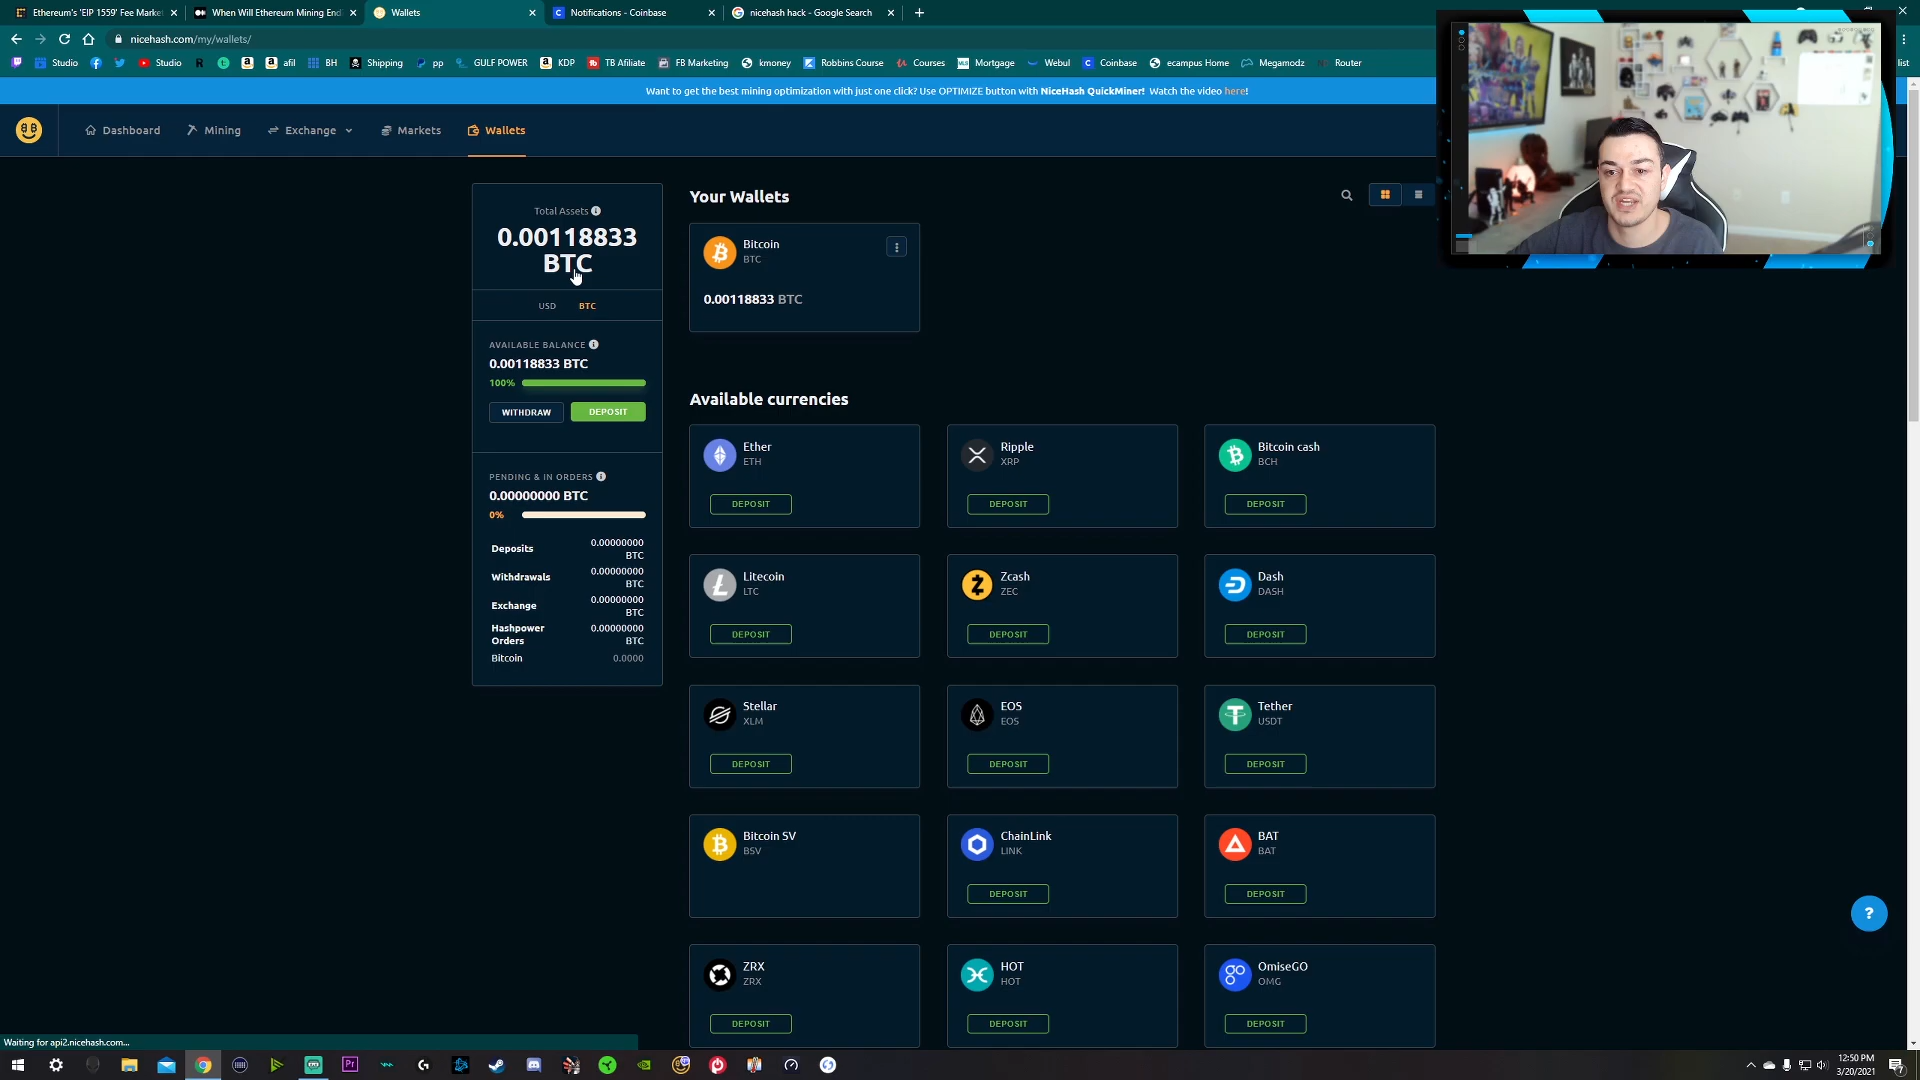 Ethereum's 'EIP 1559' Fee Marke
When Will Ethereum Mining End
Wallets
Notifications - Coinbase
nicehash hack - Google Search
nicehash.com/my/wallets/
Studio
Studio
R
afil
BH
Shipping
pp
GULF POWER
KDP
TB Afiliate
FB Marketing
kmoney
Robbins Course
Courses
Mortgage
Webul
Coinbase
ecampus Home
Megamodz
Router
list
Want to get the best mining optimization with just one click? Use OPTIMIZE button with NiceHash QuickMiner! Watch the video here!
Dashboard
Mining
Exchange
Markets
Wallets
Total Assets
0.00118833
BTC
USD BTC
AVAILABLE BALANCE
0.00118833 BTC
100%
WITHDRAW DEPOSIT
PENDING & IN ORDERS
0.00000000 BTC
0%
Deposits 0.00000000
BTC
Withdrawals 0.00000000
BTC
Exchange 0.00000000
BTC
Hashpower 0.00000000
Orders BTC
Bitcoin 0.0000
Your Wallets
Bitcoin
BTC
0.00118833 BTC
Available currencies
Ether
ETH
DEPOSIT
Ripple
XRP
DEPOSIT
Bitcoin cash
BCH
DEPOSIT
Litecoin
LTC
DEPOSIT
Zcash
ZEC
DEPOSIT
Dash
DASH
DEPOSIT
Stellar
XLM
DEPOSIT
EOS
EOS
DEPOSIT
Tether
USDT
DEPOSIT
Bitcoin SV
BSV
ChainLink
LINK
DEPOSIT
BAT
BAT
DEPOSIT
ZRX
ZRX
DEPOSIT
HOT
HOT
DEPOSIT
OmiseGO
OMG
DEPOSIT
?
Waiting for api2.nicehash.com...
Pr
12:50 PM
3/20/2021